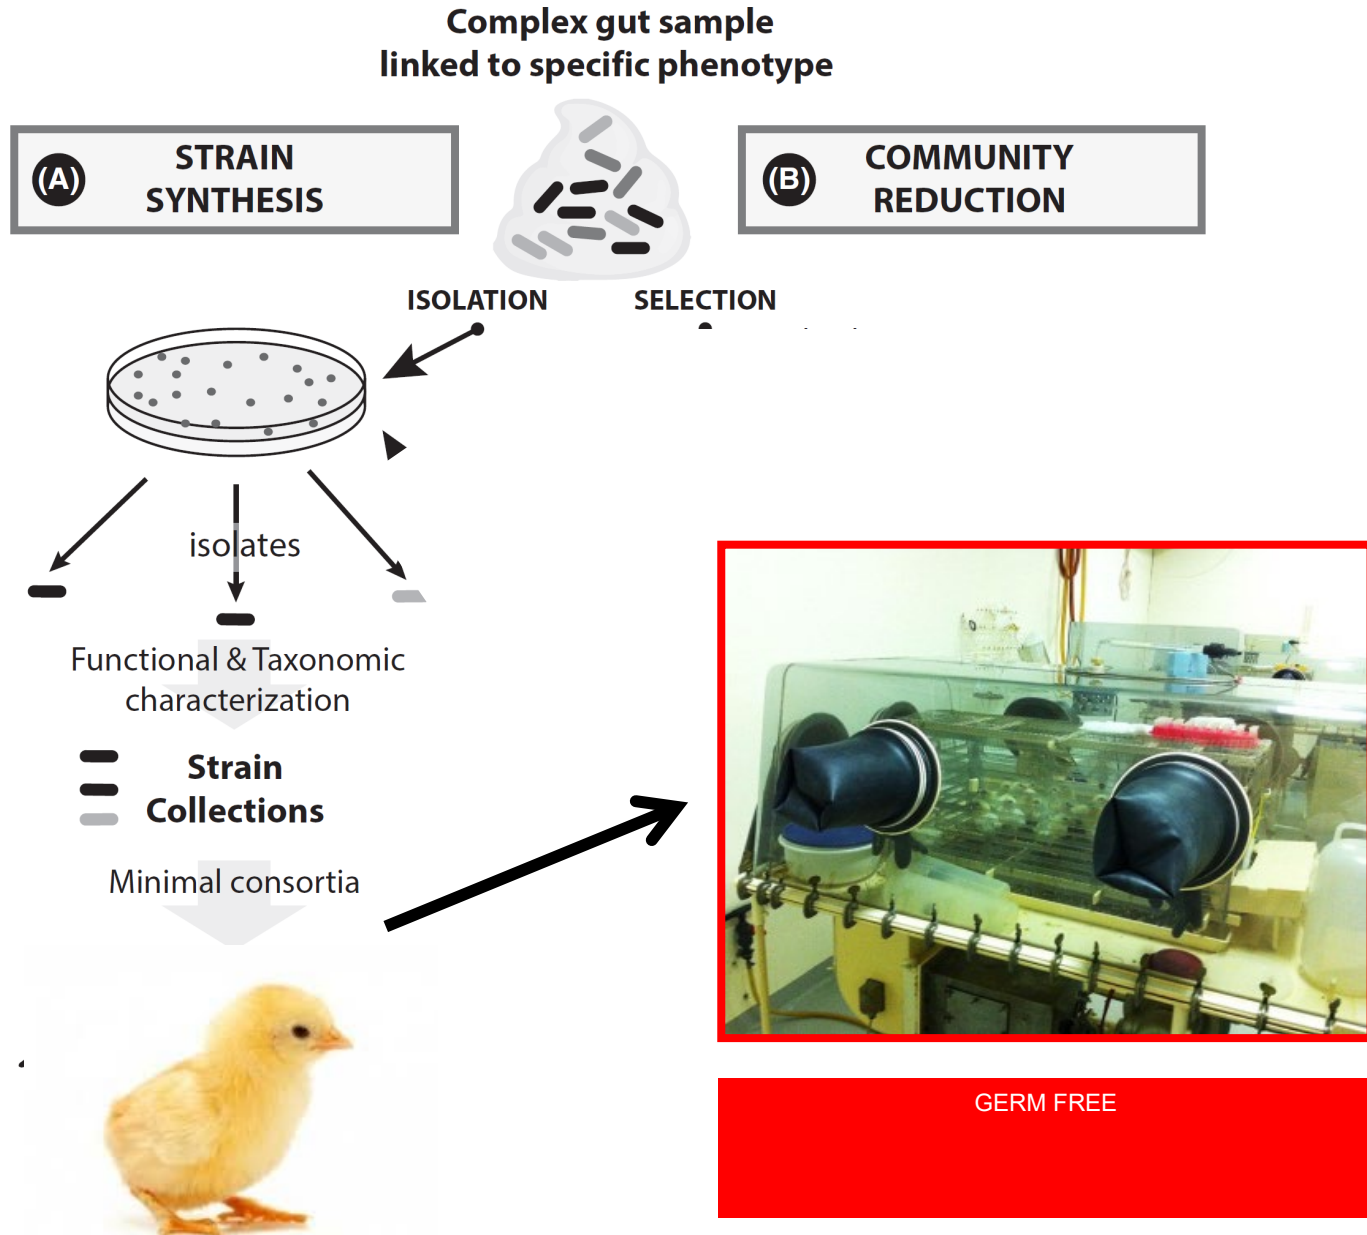 Complex gut sample
linked to specific phenotype
(A)
STRAIN
SYNTHESIS
(B)
COMMUNITY
REDUCTION
ISOLATION
SELECTION
isolates
Functional & Taxonomic
characterization
Strain
Collections
Minimal consortia
GERM FREE